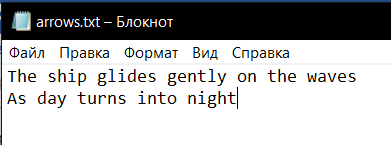 arrows.txt – Блокнот
Файл Правка Формат Вид Справка
The ship glides gently on the waves
As day turns into night